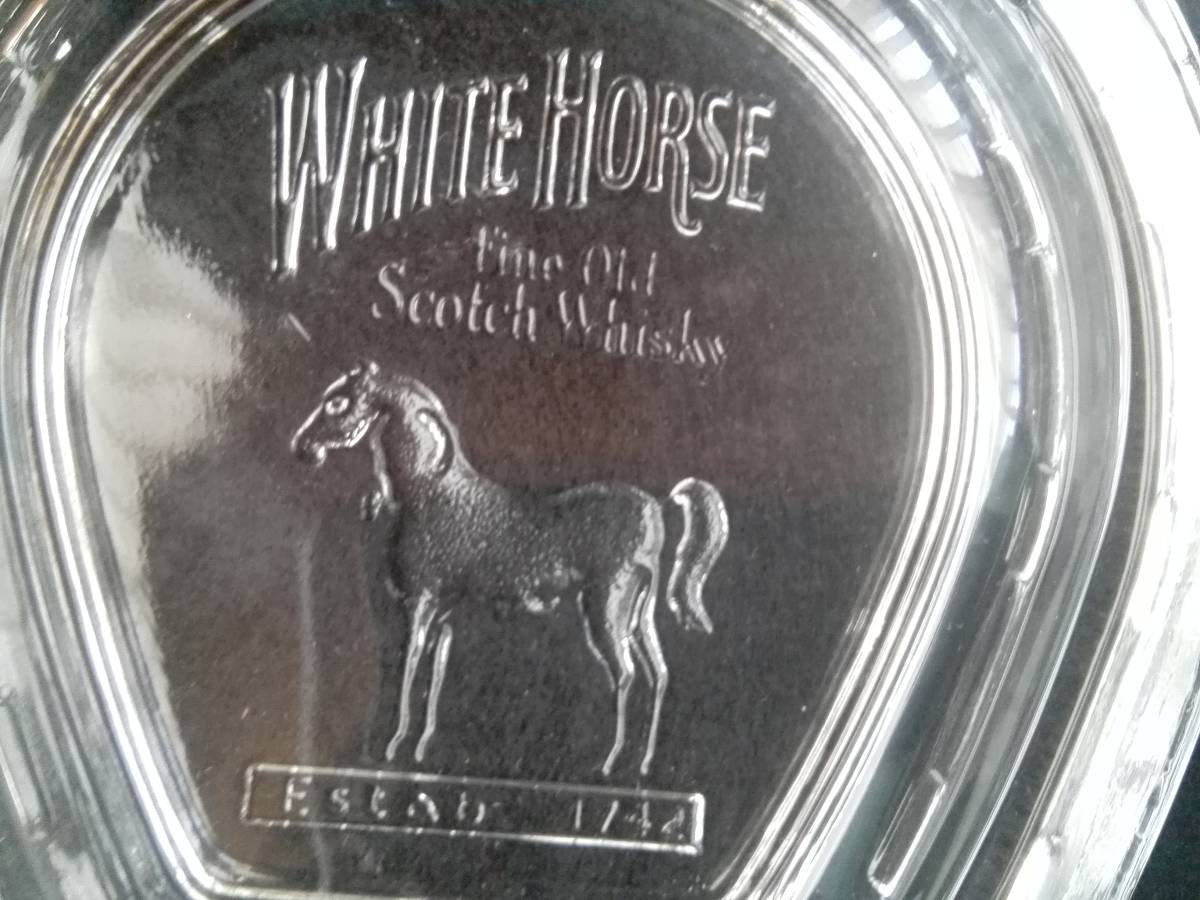 WHITE HORSE
Fine Old
Scotch Whisky
Estab 1742